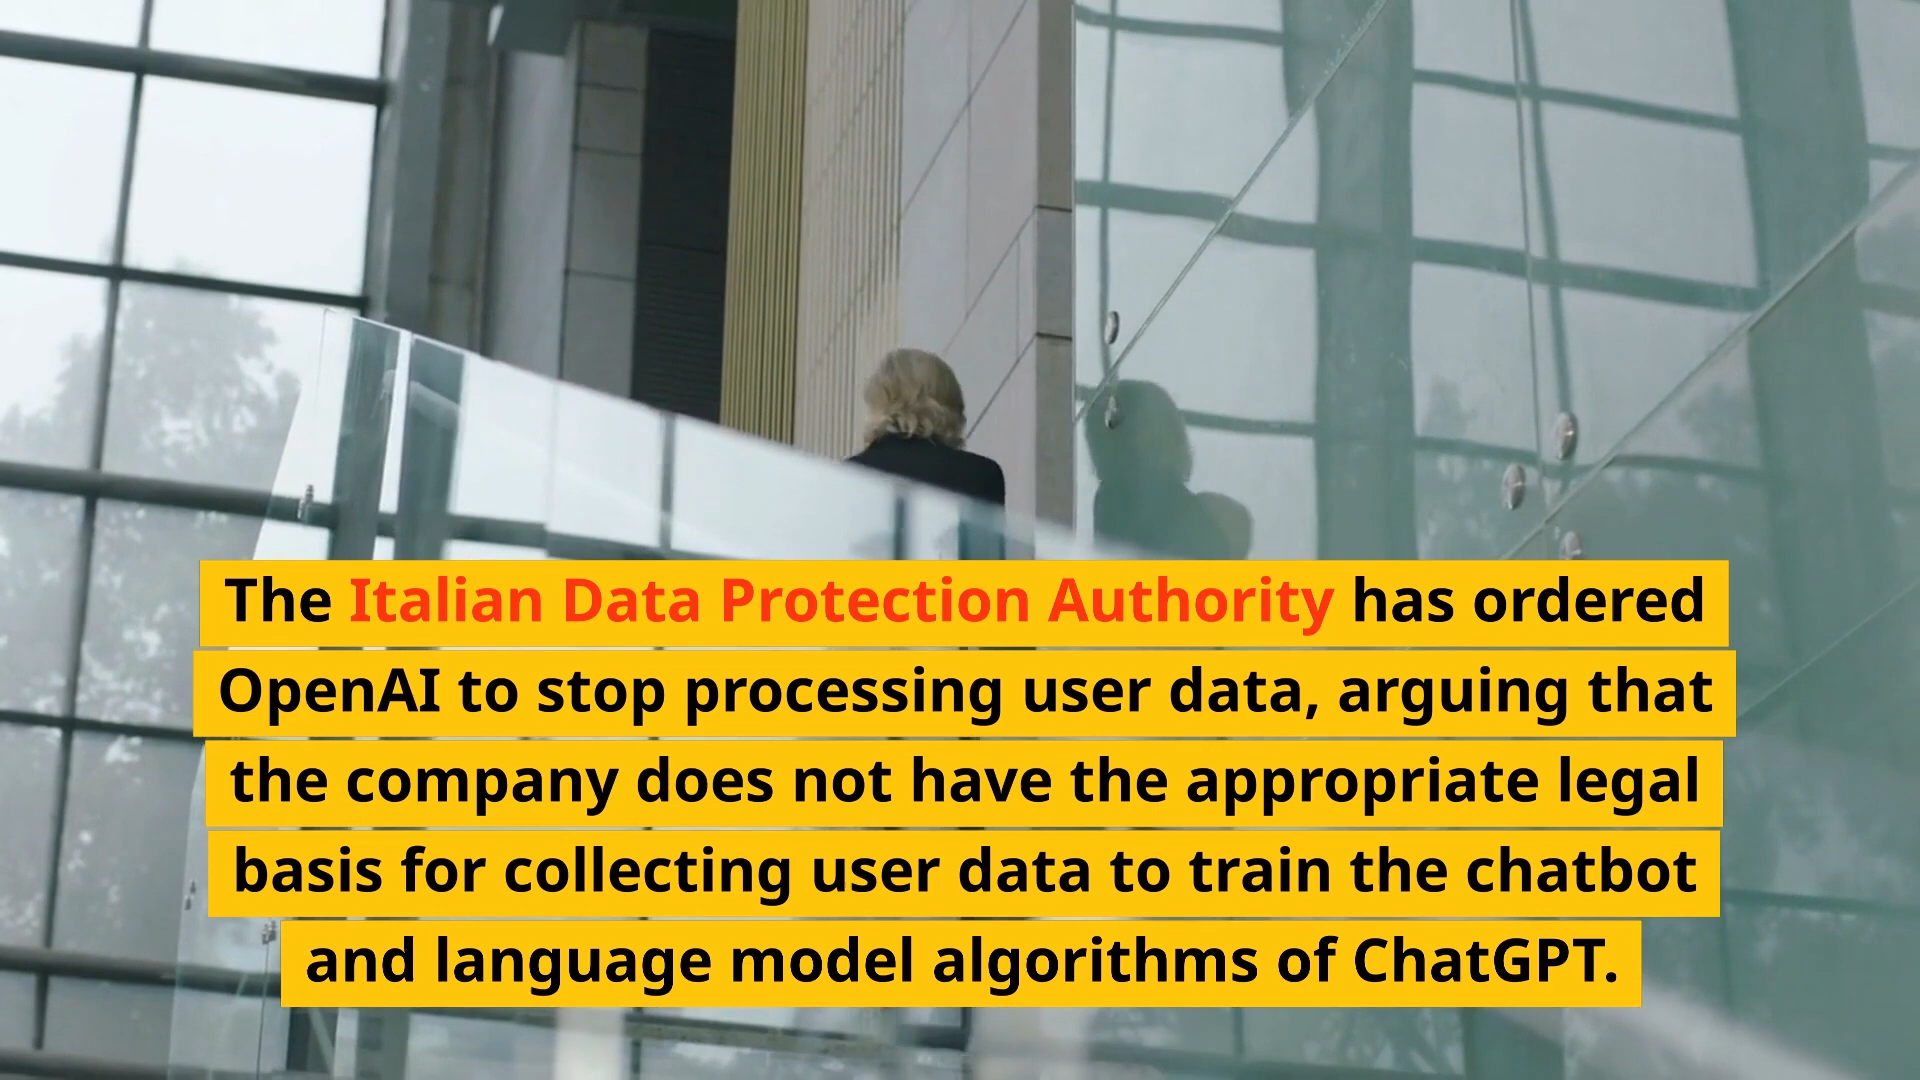 The Italian Data Protection Authority has ordered
OpenAI to stop processing user data, arguing that
the company does not have the appropriate legal
basis for collecting user data to train the chatbot
and language model algorithms of ChatGPT.